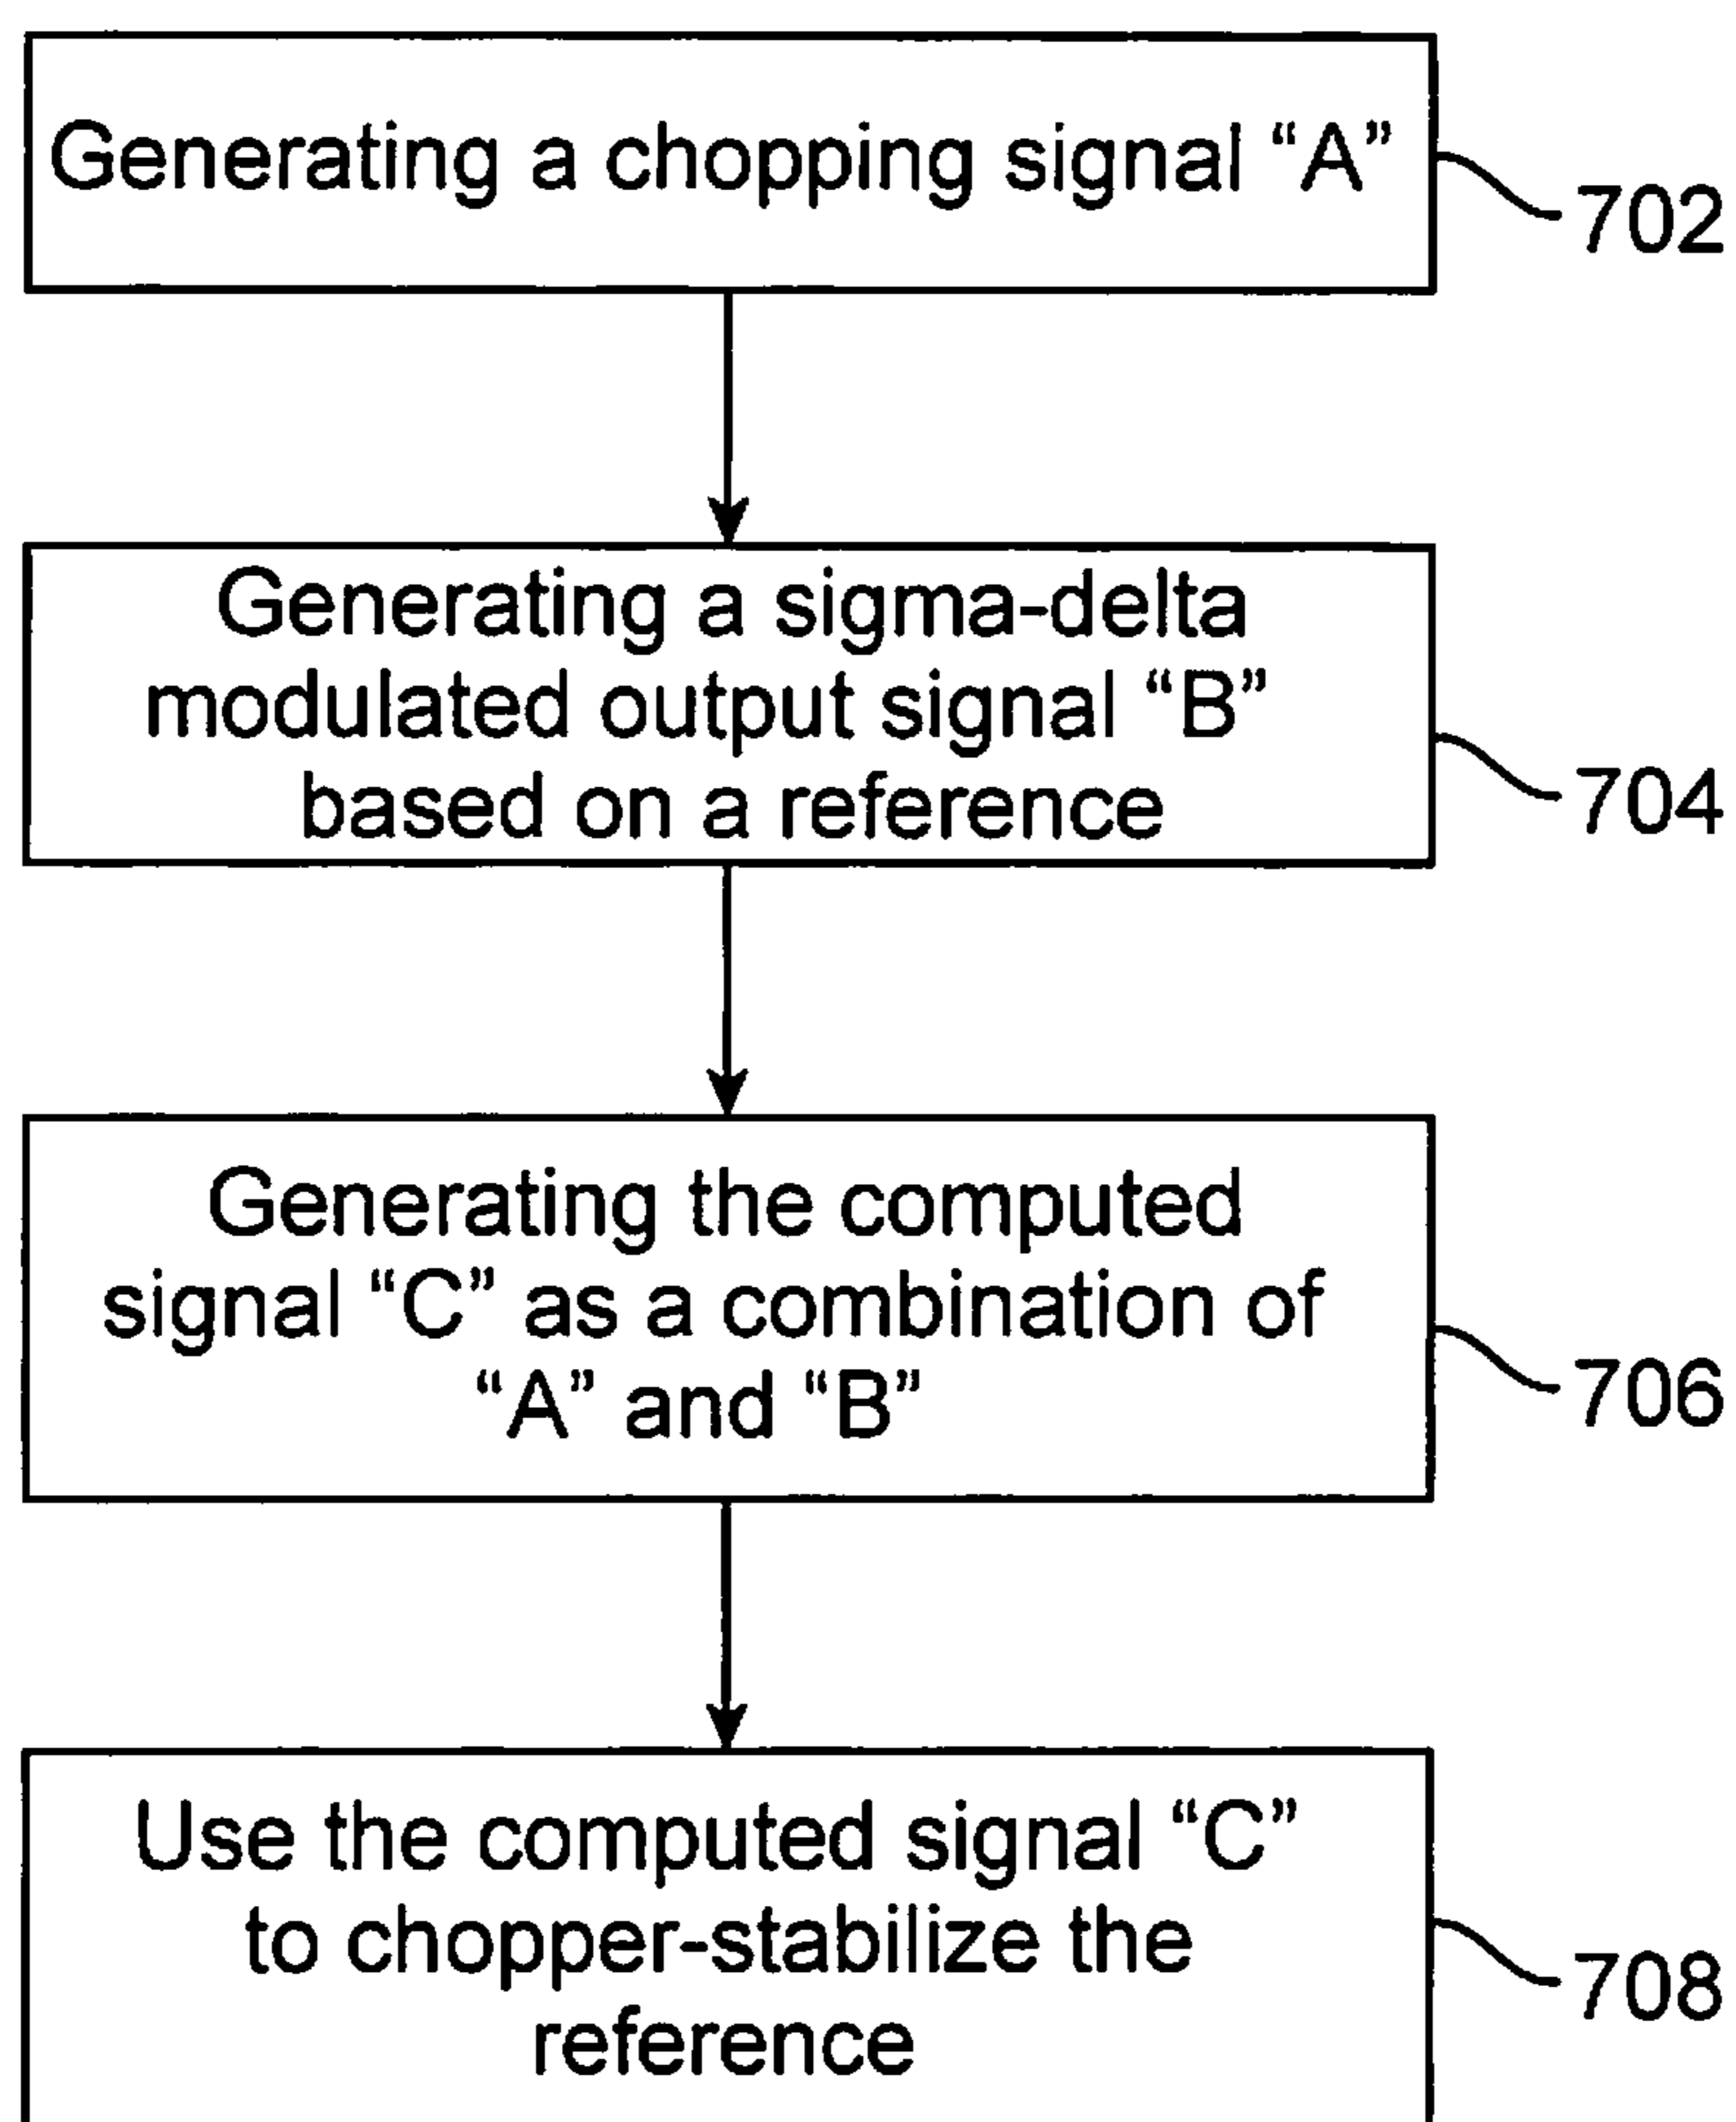 Generating a chopping signal “A”
702
Generating a sigma-delta
modulated output signal “B”
based on a reference
704
Generating the computed
signal “C” as a combination of
“A” and “B”
706
Use the computed signal “C”
to chopper-stabilize the
reference
708